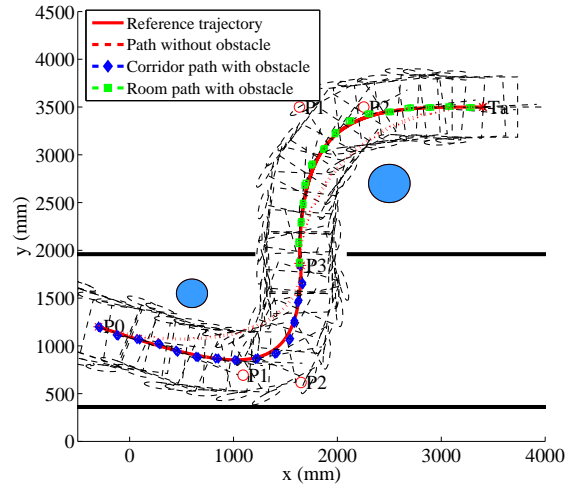 4500
4000
3500
3000
2500
2000
1500
1000
500
0
-500
0
1000
2000
3000
4000
x (mm)
y (mm)
Reference trajectory
Path without obstacle
Corridor path with obstacle
Room path with obstacle
P1
P2
Ta
P3
P0
P1
P2